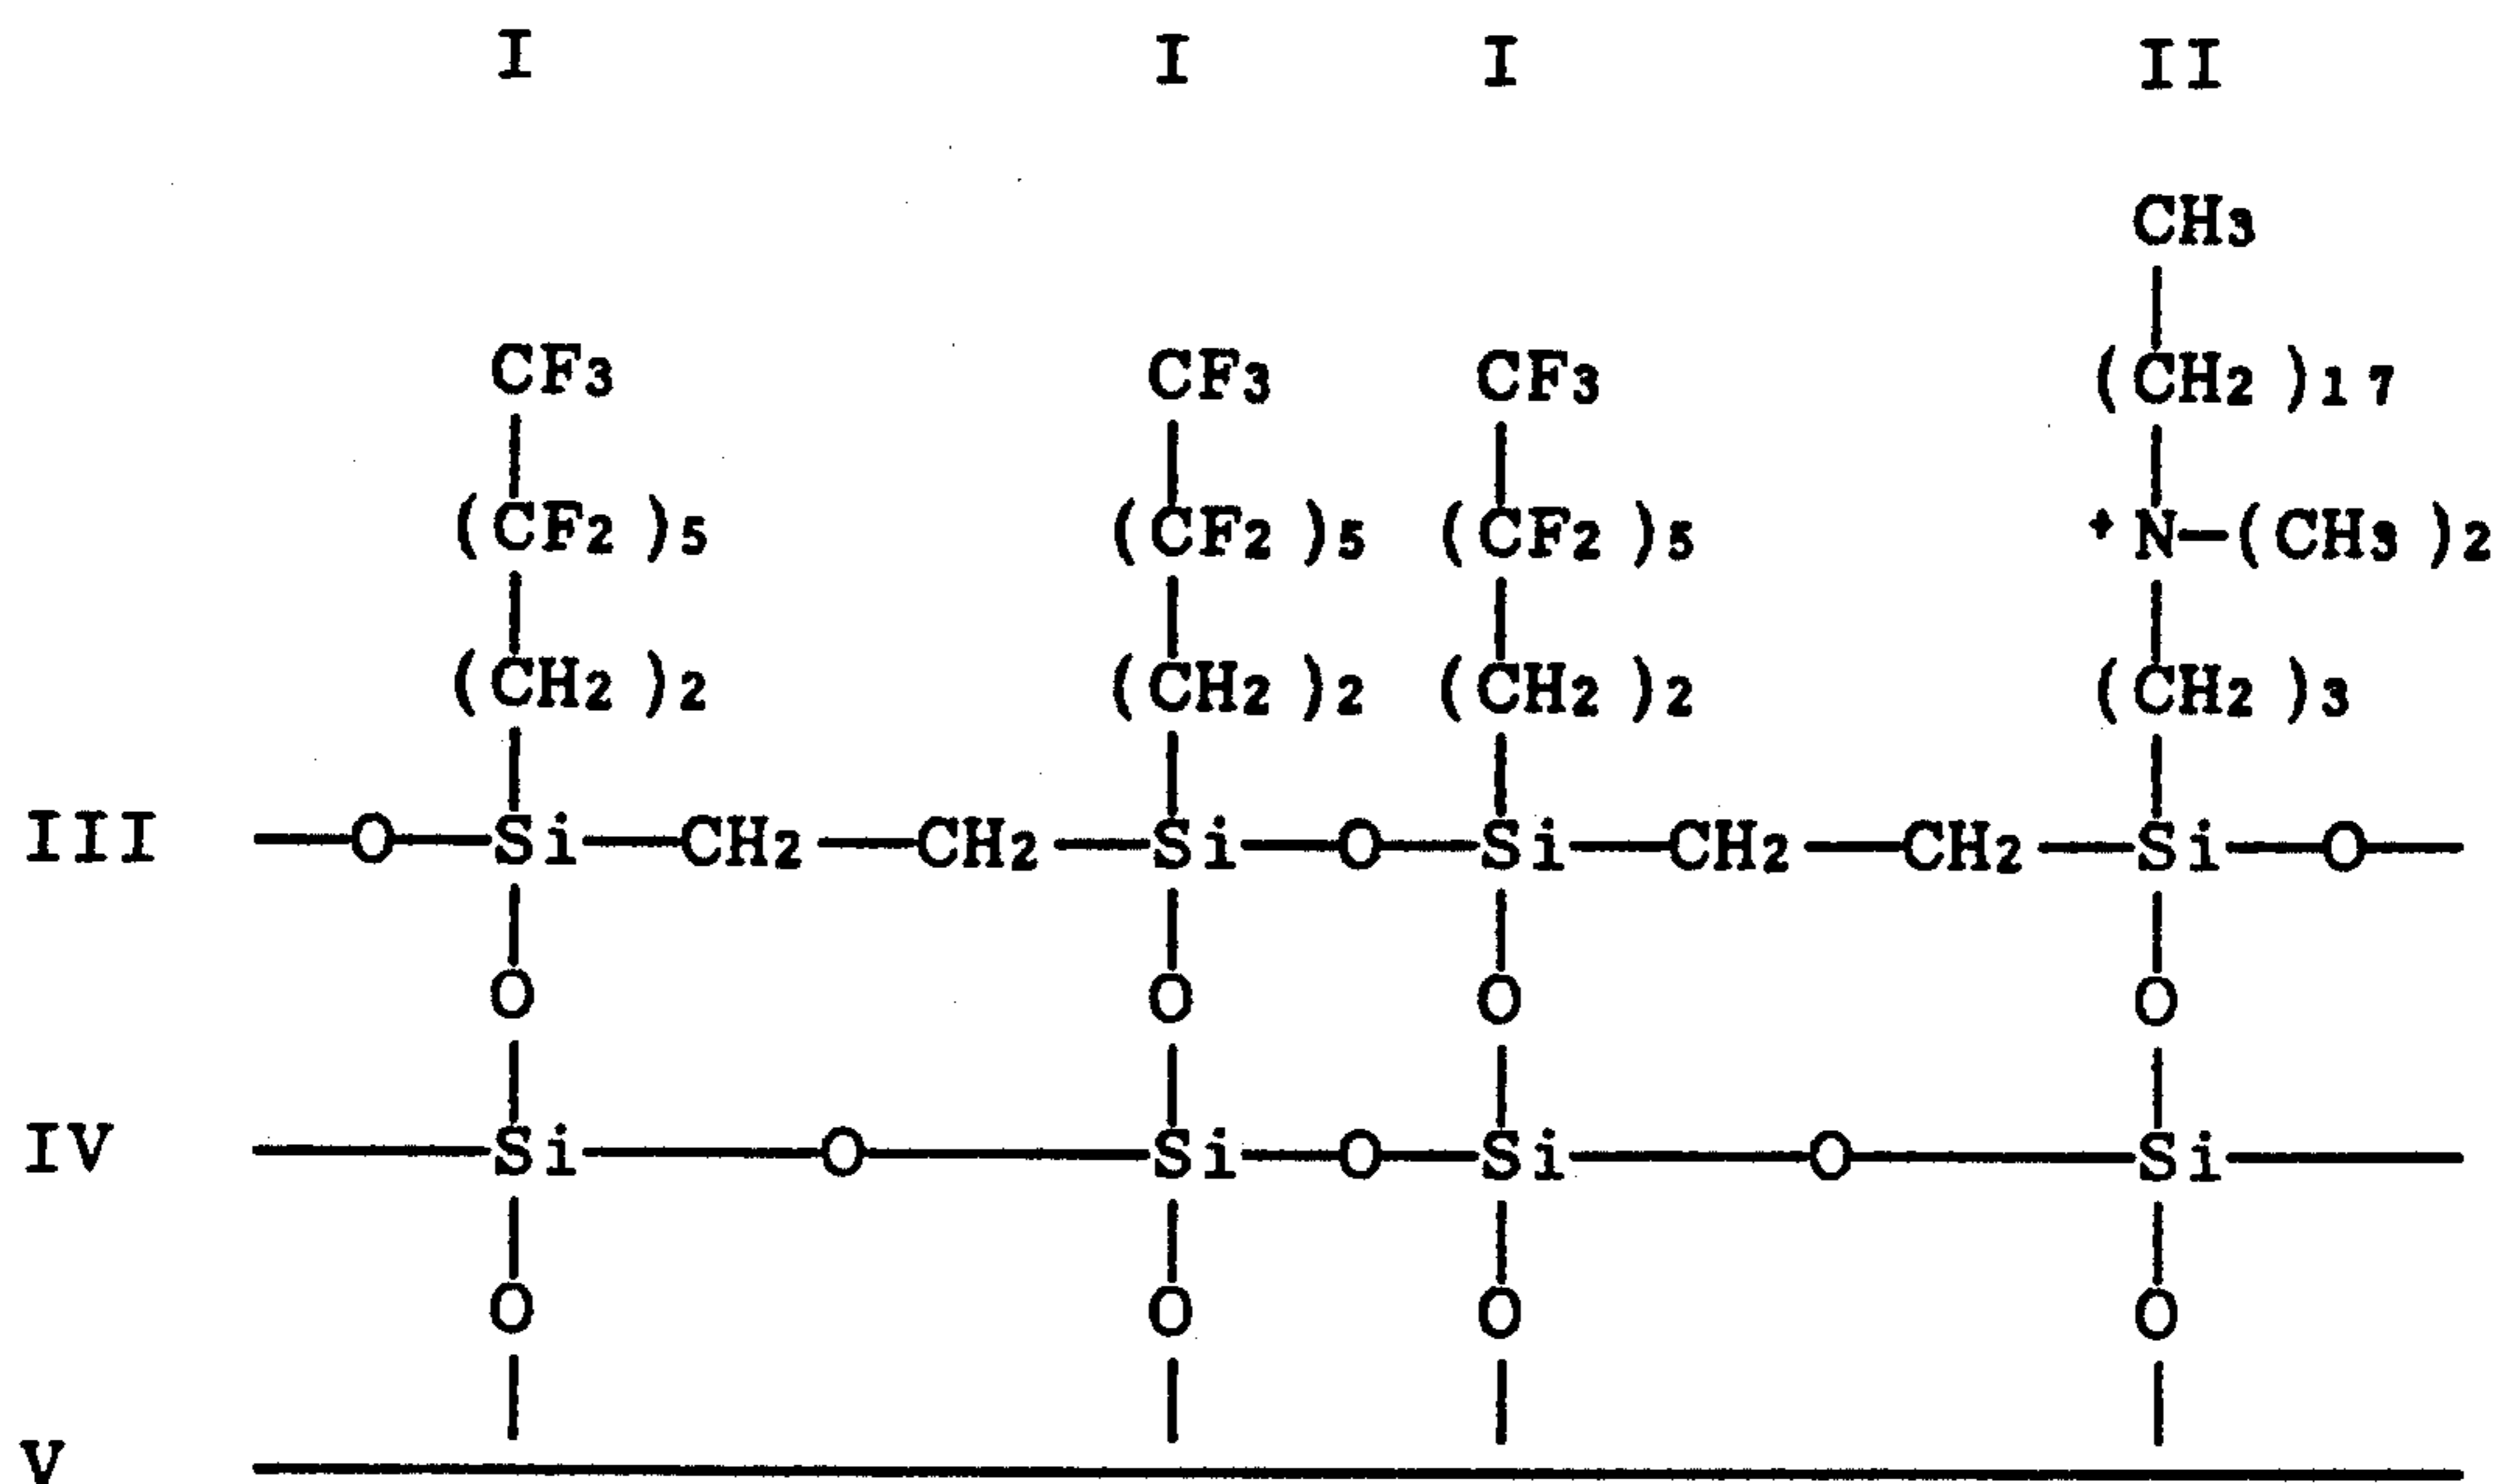 I I I II
CH3
CF3 CF3 CF3 (CH2)17
(CF2)5 (CF2)5 (CF2)5 +N—(CH3)2
(CH2)2 (CH2)2 (CH2)2 (CH2)3
III —O—Si—CH2—CH2—Si—O—Si—CH2—CH2—Si—O—
O O O O
IV —Si—O—Si—O—Si—O—Si—
O O O O
V